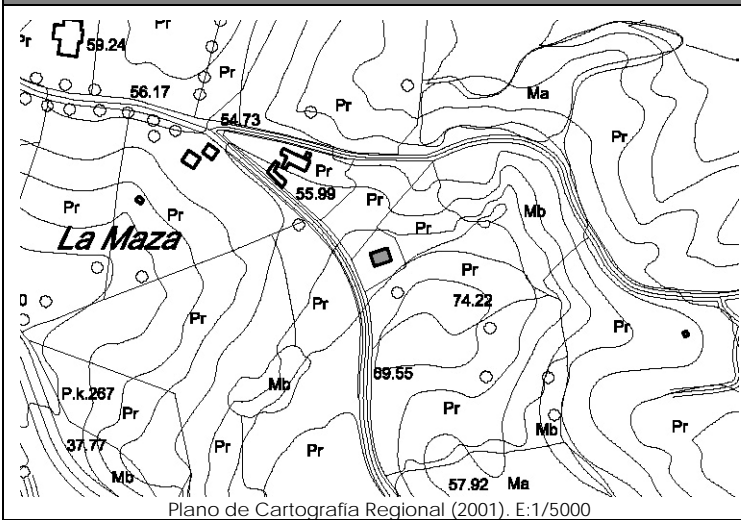 Pr
Pr
59.24
Pr
56.17
54.73
Pr
Ma
Pr
Pr
55.99
Pr
Pr
Pr
Mb
La Maza
Pr
Pr
74.22
Pr
Pr
Pr
69.55
Mb
P.k.267
Pr
Pr
Pr
Mb
37.77
Pr
Pr
Mb
57.92 Ma
Plano de Cartografía Regional (2001). E:1/5000